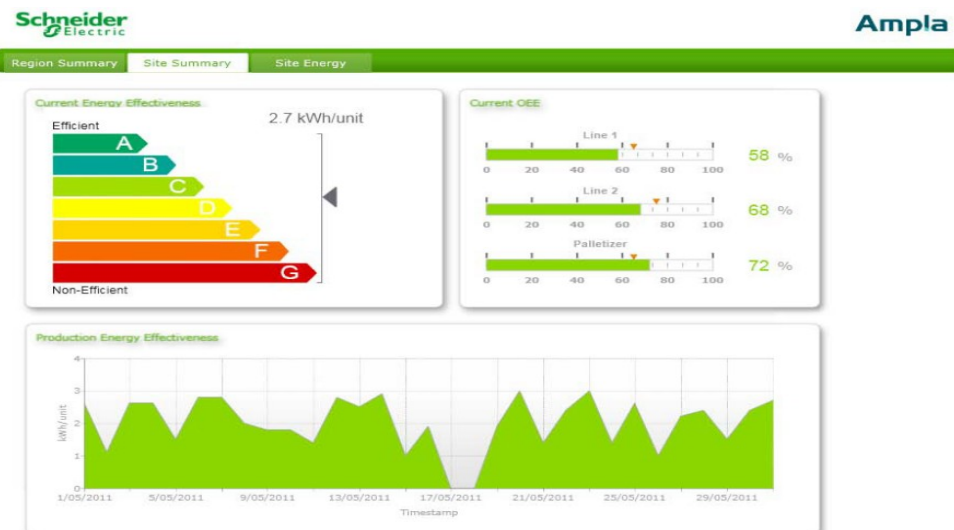 Schneider
Electric
Ampla
Region Summary Site Summary Site Energy
Current Energy Effectiveness
2.7 kWh/unit
Efficient
A
B
C
D
E
F
G
Non-Efficient
Current OEE
Line 1
58 %
0 20 40 60 80 100
Line 2
68 %
0 20 40 60 80 100
Palletizer
72 %
0 20 40 60 80 100
Production Energy Effectiveness
4
3
2
1
0
kWh/unit
1/05/2011 5/05/2011 9/05/2011 13/05/2011 17/05/2011 21/05/2011 25/05/2011 29/05/2011
Timestamp